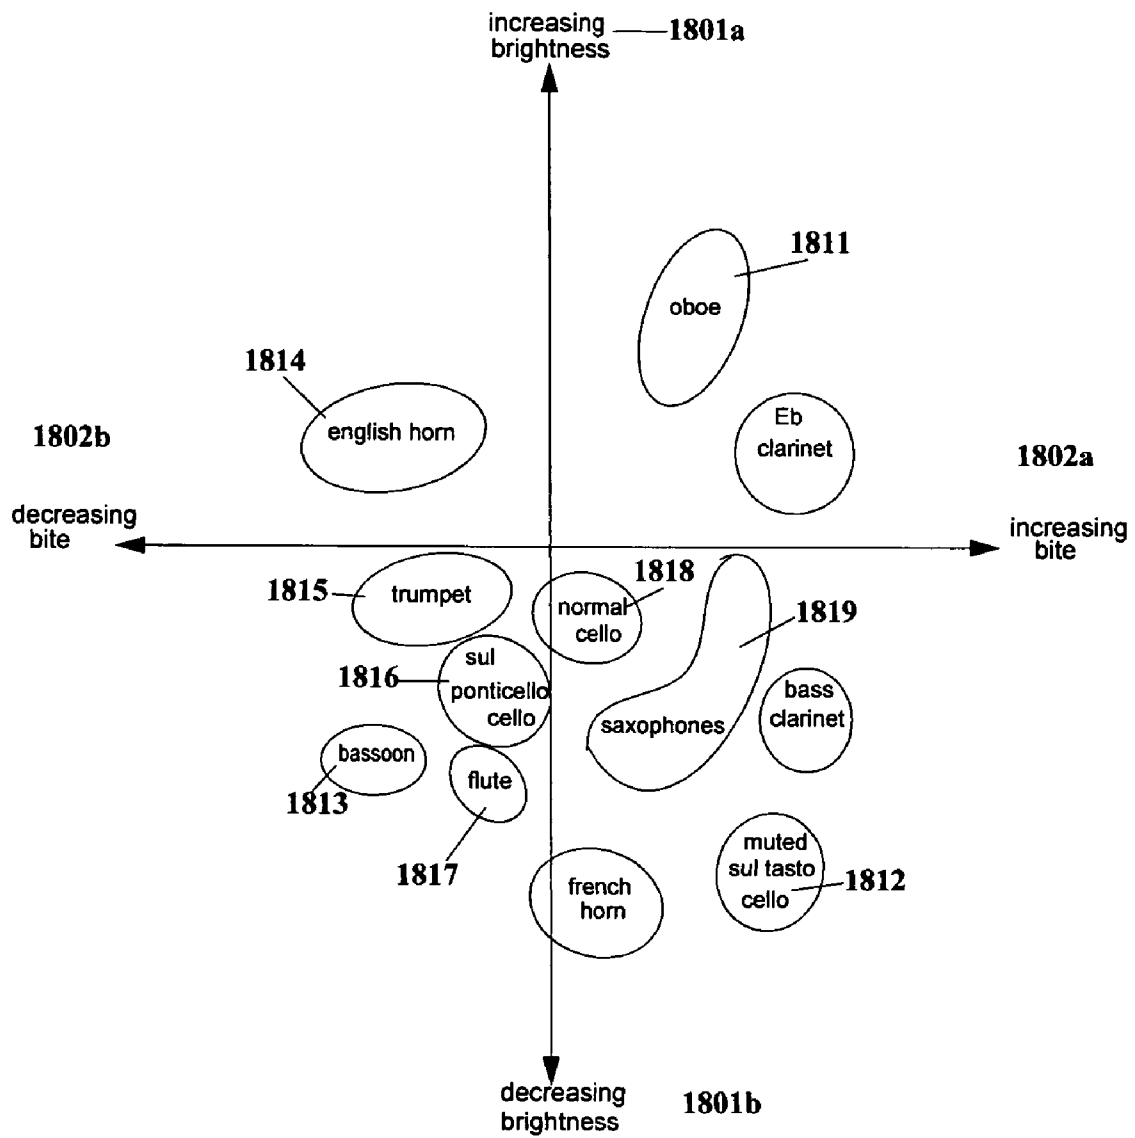 increasing
brightness
1801a
1811
oboe
1814
english horn
Eb
clarinet
1802b
1802a
decreasing
bite
increasing
bite
1815
trumpet
1818
normal
cello
1819
1816
sul
ponticello
cello
saxophones
bass
clarinet
bassoon
1813
flute
1817
french
horn
muted
sul tasto
cello
1812
decreasing
brightness
1801b